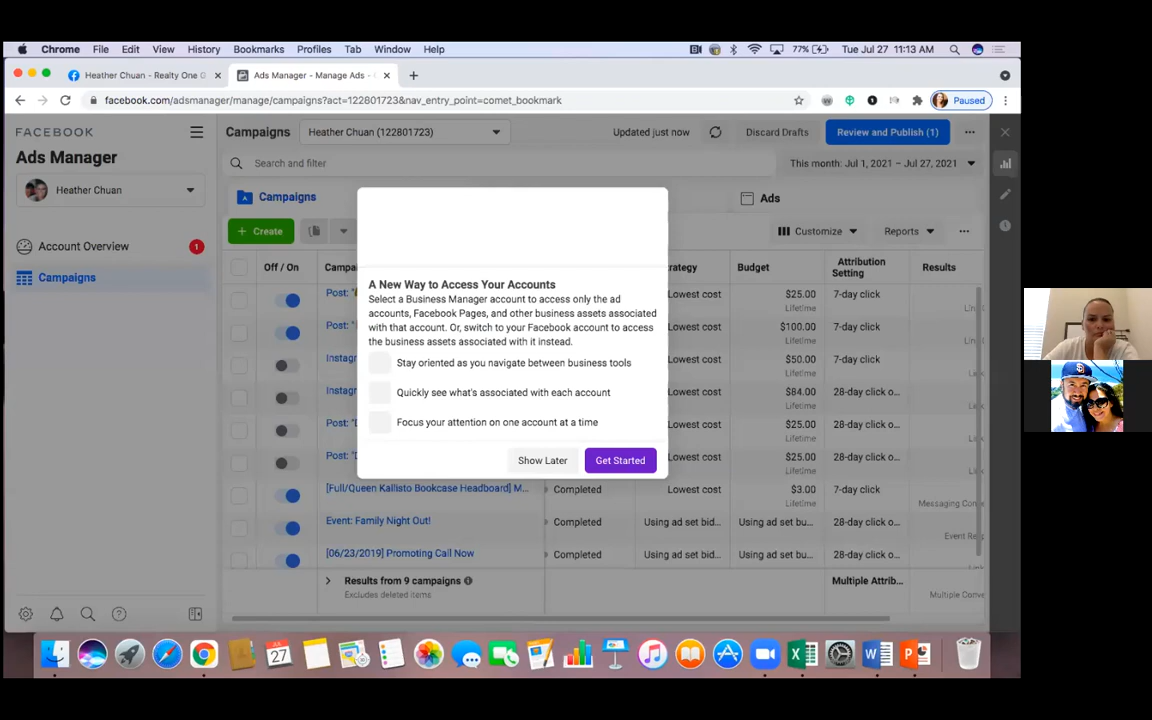 Chrome File Edit View History Bookmarks Profiles Tab Window Help 77% Tue Jul 27 11:13 AM
Heather Chuan - Realty One Ads Manager - Manage Ads -
facebook.com/adsmanager/manage/campaigns?act=122801723&nav_entry_point=comet_bookmark Paused
FACEBOOK
Ads Manager
Heather Chuan
Account Overview 1
Campaigns
Campaigns Heather Chuan (122801723) Updated just now Discard Drafts Review and Publish (1)
Search and filter This month: Jul 1, 2021 – Jul 27, 2021
Campaigns Ads
+ Create Customize Reports
Off / On Budget Attribution Setting Results
Post: $25.00 7-day click
Lowest cost Lifetime
Post: $100.00 7-day click
Lowest cost Lifetime
$50.00 7-day click
Lowest cost Lifetime
$84.00 28-day click o...
Lowest cost Lifetime
Post: $25.00 28-day click o...
Lowest cost Lifetime
Post: $25.00 28-day click o...
Lowest cost Lifetime
[Full/Queen Kallisto Bookcase Headboard] M... Completed Lowest cost $3.00 7-day click
Lifetime Messaging
Event: Family Night Out! Completed Using ad set bid... Using ad set bu... 28-day click o...
Event
[06/23/2019] Promoting Call Now Completed Using ad set bid... Using ad set bu... 28-day click o...
Results from 9 campaigns Multiple Attrib...
Excludes deleted items Multiple
A New Way to Access Your Accounts
Select a Business Manager account to access only the ad
accounts, Facebook Pages, and other business assets associated
with that account. Or, switch to your Facebook account to access
the business assets associated with it instead.
Stay oriented as you navigate between business tools
Quickly see what's associated with each account
Focus your attention on one account at a time
Show Later Get Started